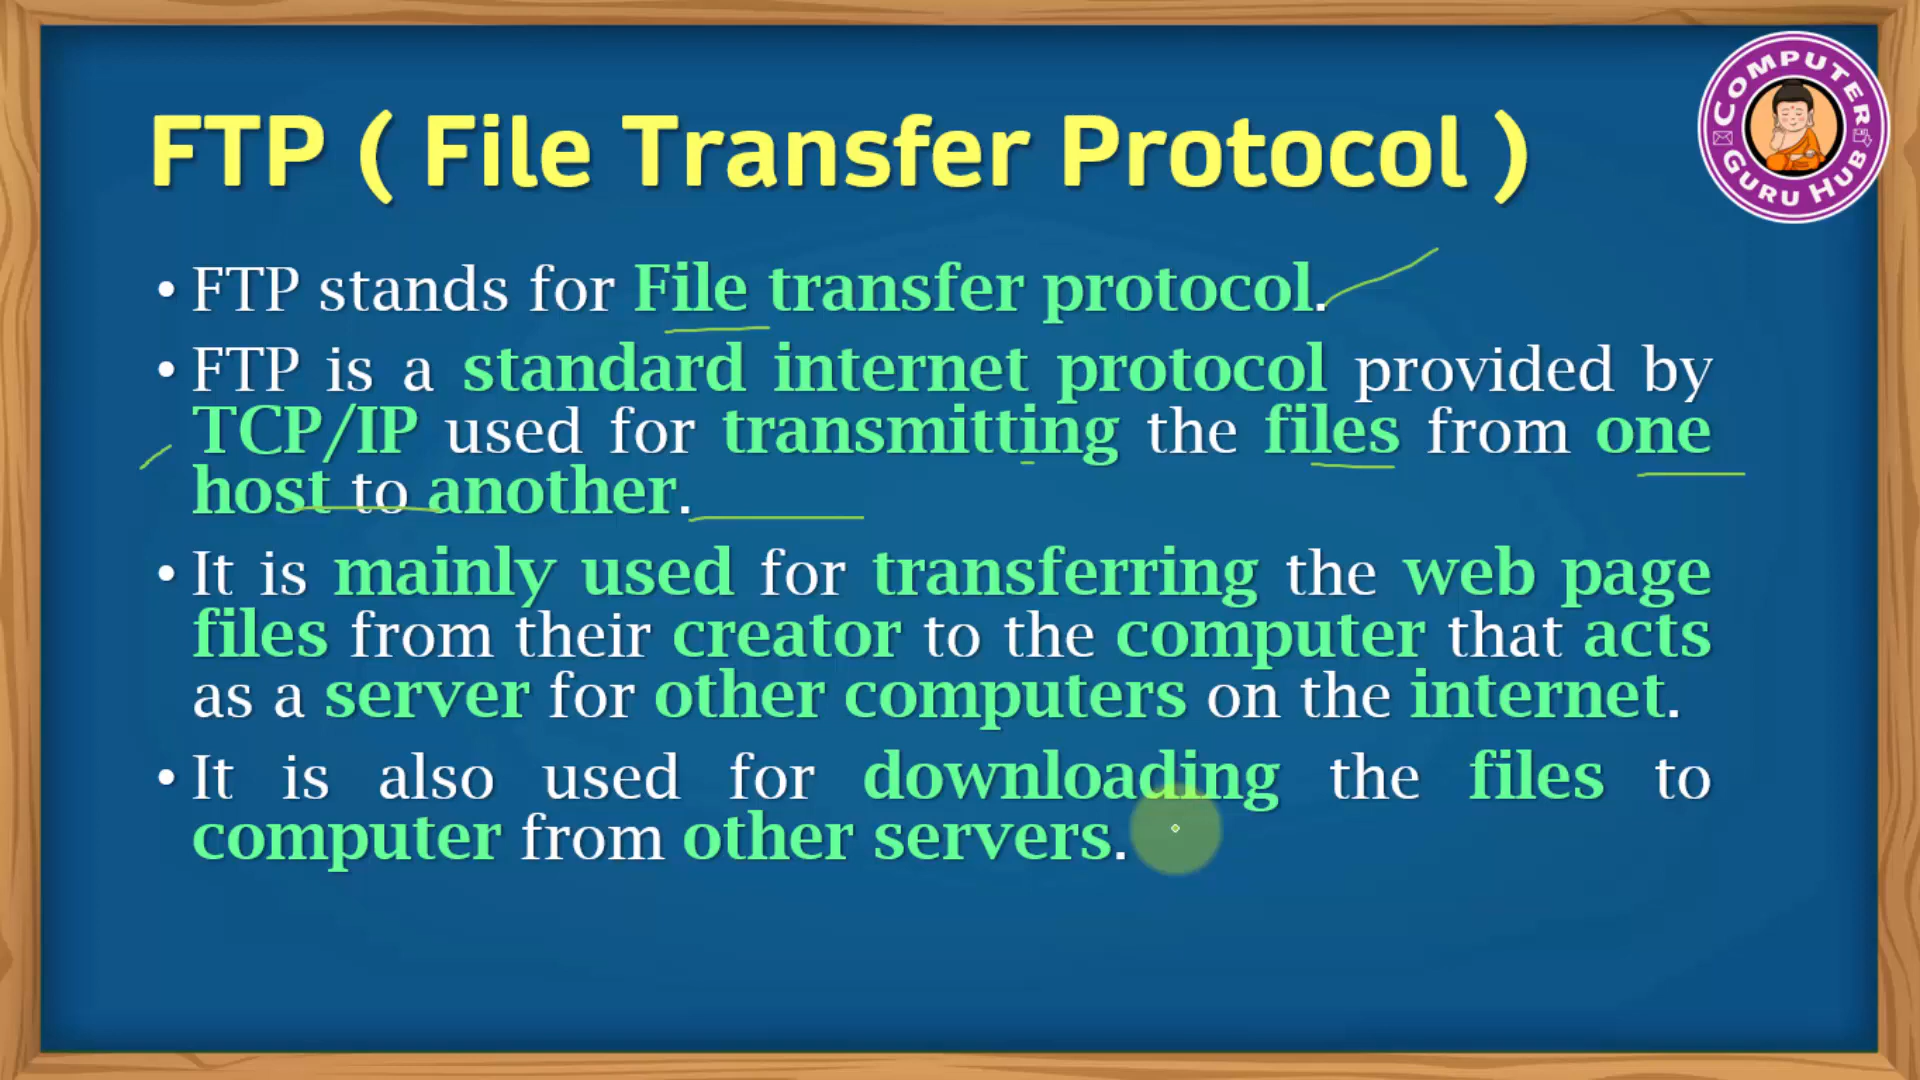 FTP ( File Transfer Protocol )
COMPUTER
GURU HUB
• FTP stands for File transfer protocol.
• FTP is a standard internet protocol provided by
TCP/IP used for transmitting the files from one
host to another.
• It is mainly used for transferring the web page
files from their creator to the computer that acts
as a server for other computers on the internet.
• It is also used for downloading the files to
computer from other servers.